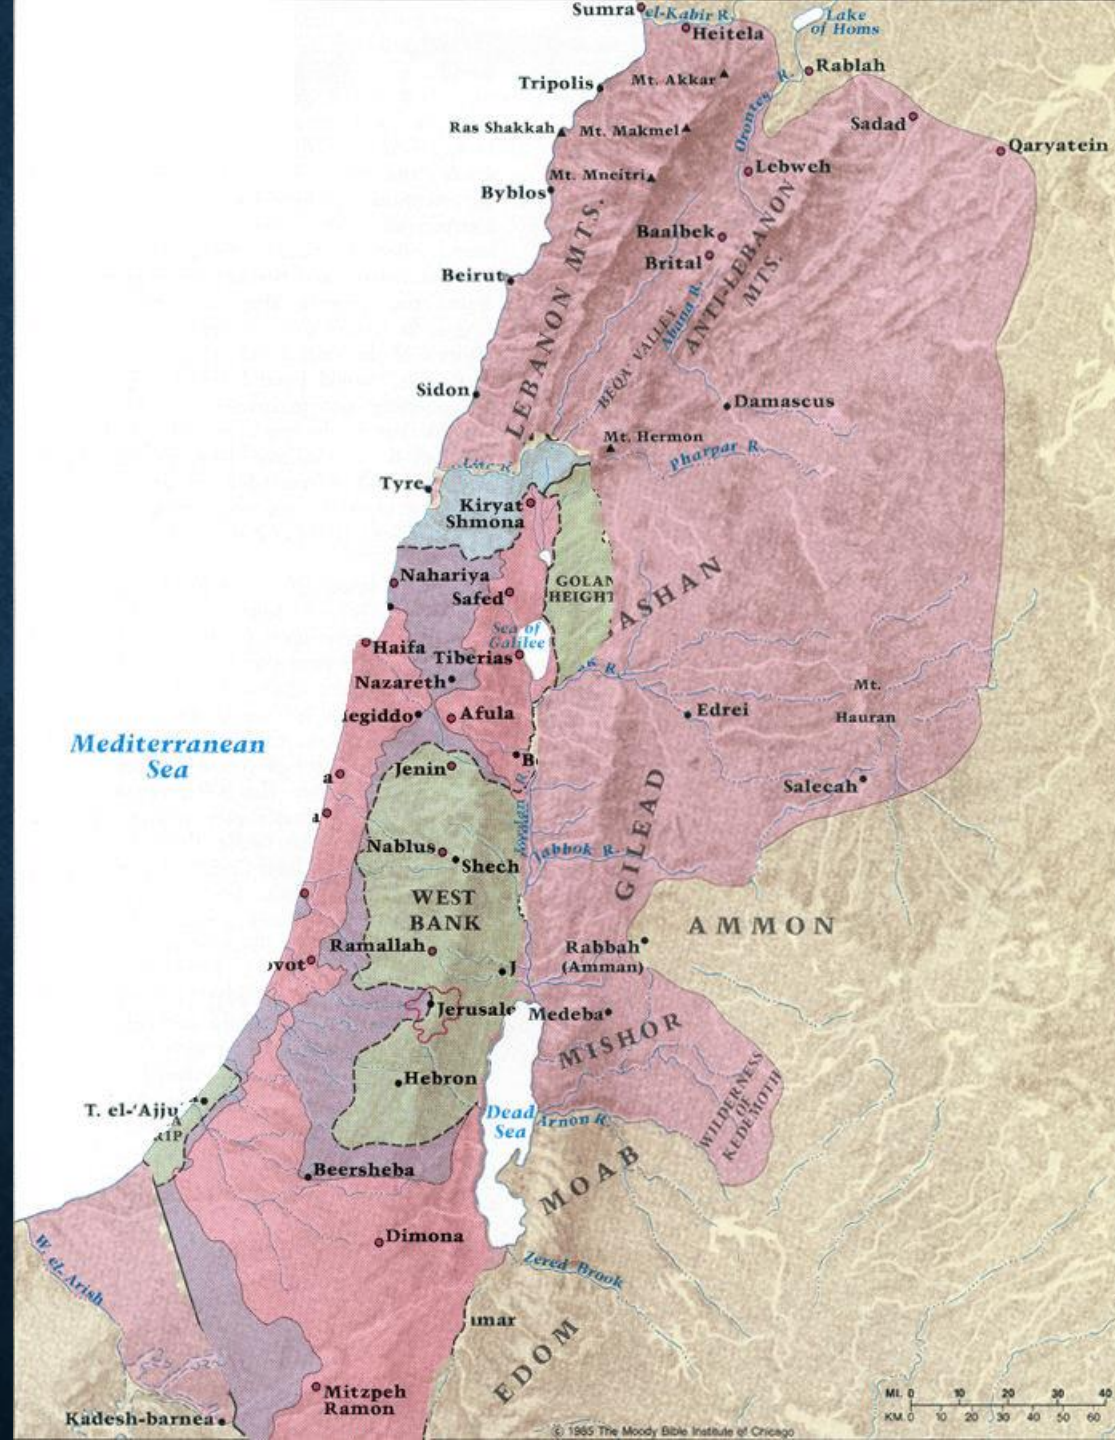 Sumra
el-Kabir R.
Heitela
Lake
of Homs
Rablah
Mt. Akkar
Tripolis
Orontes R.
Ras Shakkah
Mt. Makmel
Sadad
Qaryatein
Lebweh
Mt. Mneitri
Byblos
LEBANON MTS.
Baalbek
Brital
ANTI-LEBANON
MTS.
Beirut
Abana R.
BEQA' VALLEY
Sidon
Damascus
Mt. Hermon
Pharpar R.
Tyre
Kiryat
Shmona
GOLAN
HEIGHT
ASHAN
Nahariya
Safed
Sea of
Galilee
Haifa
Tiberias
Nazareth
Mt.
Hauran
egiddo
Afula
Edrei
Mediterranean
Sea
B
a
Jenin
Salecah
Jordan R.
GILEAD
Nablus
Shech
Jabbok R.
WEST
BANK
AMMON
Ramallah
Rabbah
(Amman)
vot
J
Jerusale
Medeba
MISHOR
WILDERNESS
OF
KEDEMOTH
Hebron
T. el-'Ajju
A
RIP
Dead
Sea
Arnon R.
MOAB
Beersheba
Dimona
W. el-Arish
Zered Brook
mar
EDOM
Mitzpeh
Ramon
Kadesh-barnea
MI. 0 10 20 30 40
KM. 0 10 20 30 40 50 60
© 1985 The Moody Bible Institute of Chicago